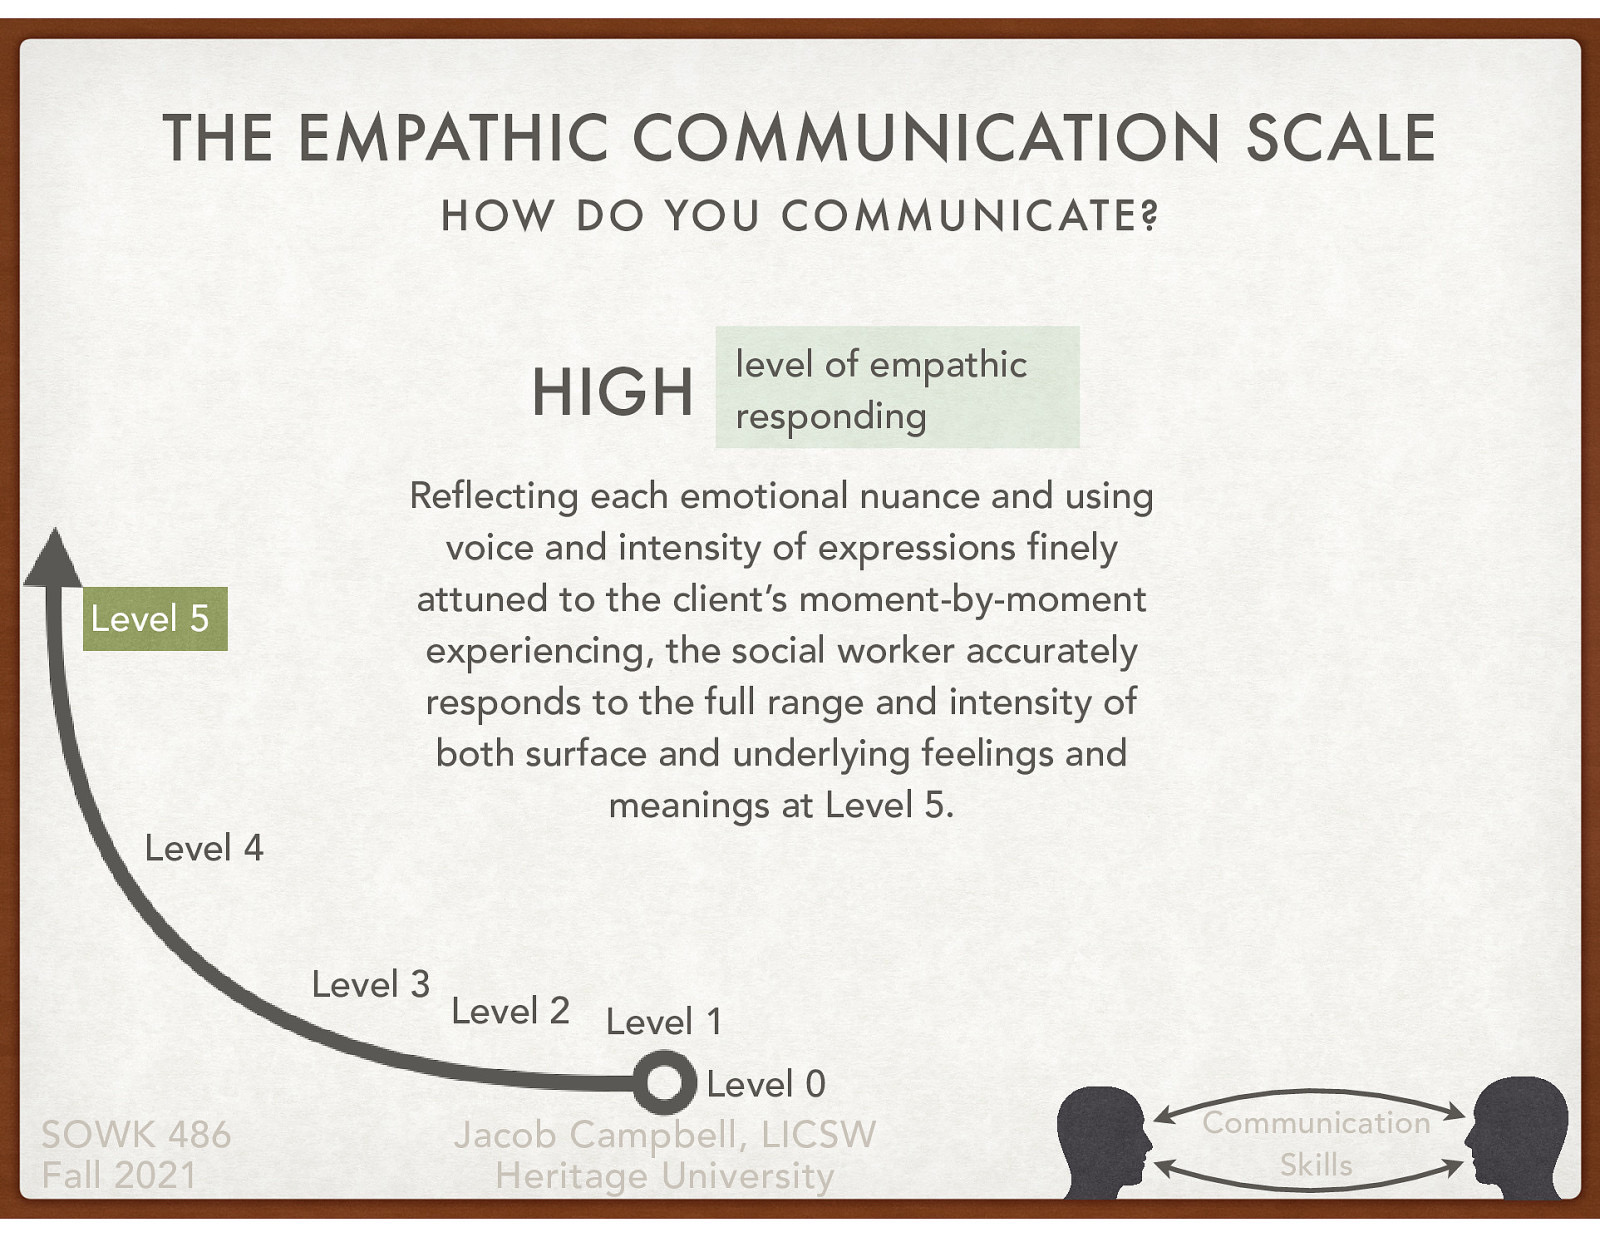 THE EMPATHIC COMMUNICATION SCALE
HOW DO YOU COMMUNICATE?
HIGH
level of empathic
responding
Reflecting each emotional nuance and using
voice and intensity of expressions finely
attuned to the client’s moment-by-moment
experiencing, the social worker accurately
responds to the full range and intensity of
both surface and underlying feelings and
meanings at Level 5.
Level 5
Level 4
Level 3
Level 2
Level 1
Level 0
SOWK 486
Fall 2021
Jacob Campbell, LICSW
Heritage University
Communication
Skills